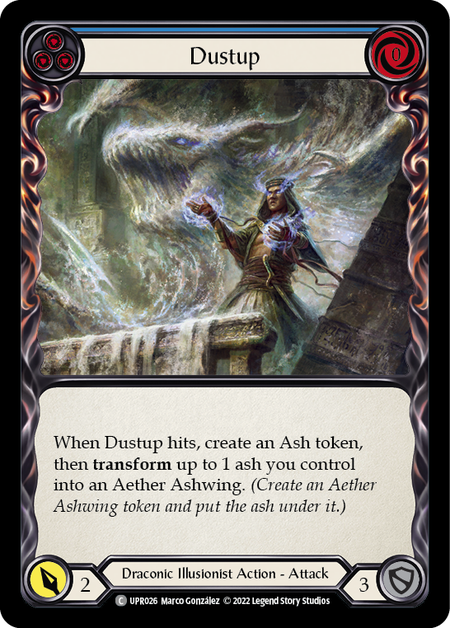 Dustup
0
When Dustup hits, create an Ash token,
then transform up to 1 ash you control
into an Aether Ashwing. (Create an Aether
Ashwing token and put the ash under it.)
2
Draconic Illusionist Action - Attack
3
C UPR026 Marco González © 2022 Legend Story Studios